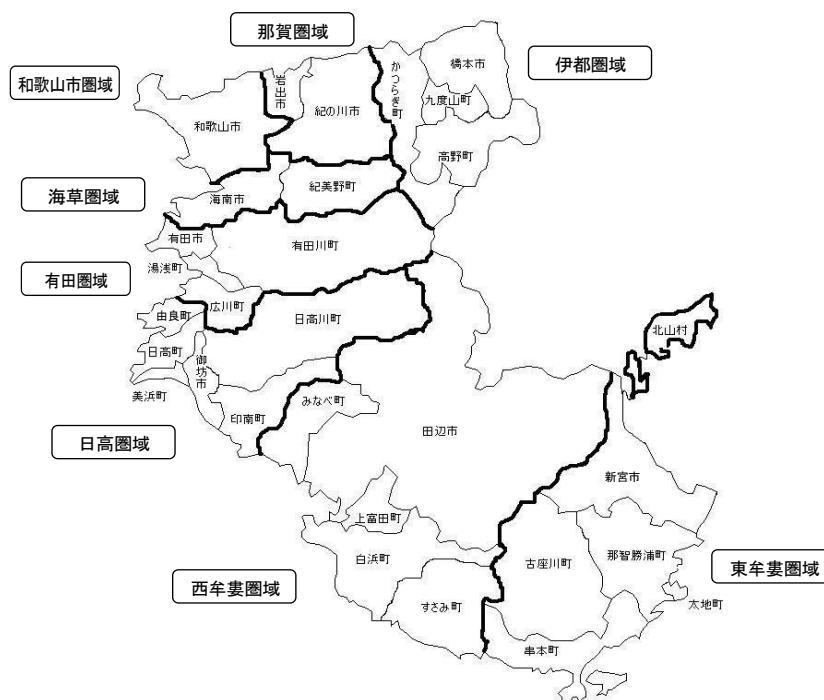 那賀圏域
伊都圏域
和歌山市圏域
橋本市
かつらぎ町
岩出市
九度山町
紀の川市
和歌山市
高野町
海草圏域
紀美野町
海南市
有田市
有田川町
湯浅町
有田圏域
広川町
由良町
日高川町
北山村
日高町
御坊市
美浜町
みなべ町
印南町
日高圏域
田辺市
新宮市
上富田町
白浜町
古座川町
那智勝浦町
東牟婁圏域
西牟婁圏域
すさみ町
太地町
串本町